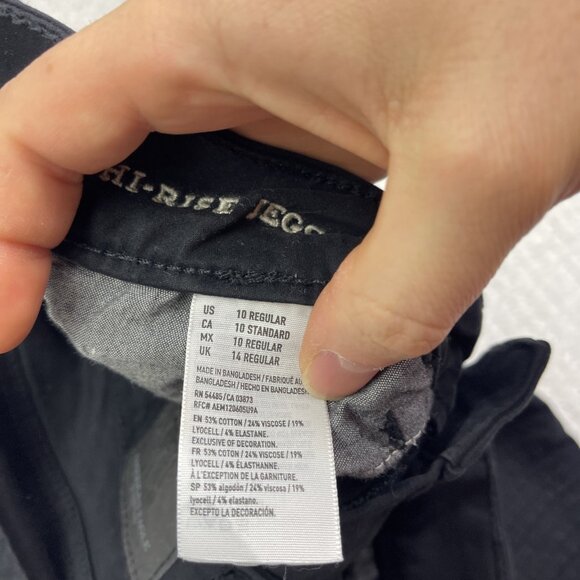 HI-RISE JEGG
US 10 REGULAR
CA 10 STANDARD
MX 10 REGULAR
UK 14 REGULAR
MADE IN BANGLADESH / FABRIQUÉ AU
BANGLADESH / HECHO EN BANGLADESH
RN 54485 / CA 03873
RFC# AEM120605U9A
EN 53% COTTON / 24% VISCOSE / 19%
LYOCELL / 4% ELASTANE.
EXCLUSIVE OF DECORATION.
FR 53% COTON / 24% VISCOSE / 19%
LYOCELL / 4% ÉLASTHANNE.
À L'EXCEPTION DE LA GARNITURE.
SP 53% algodón / 24% viscosa / 19%
lyocell / 4% elastane.
EXCEPTO LA DECORACIÓN.